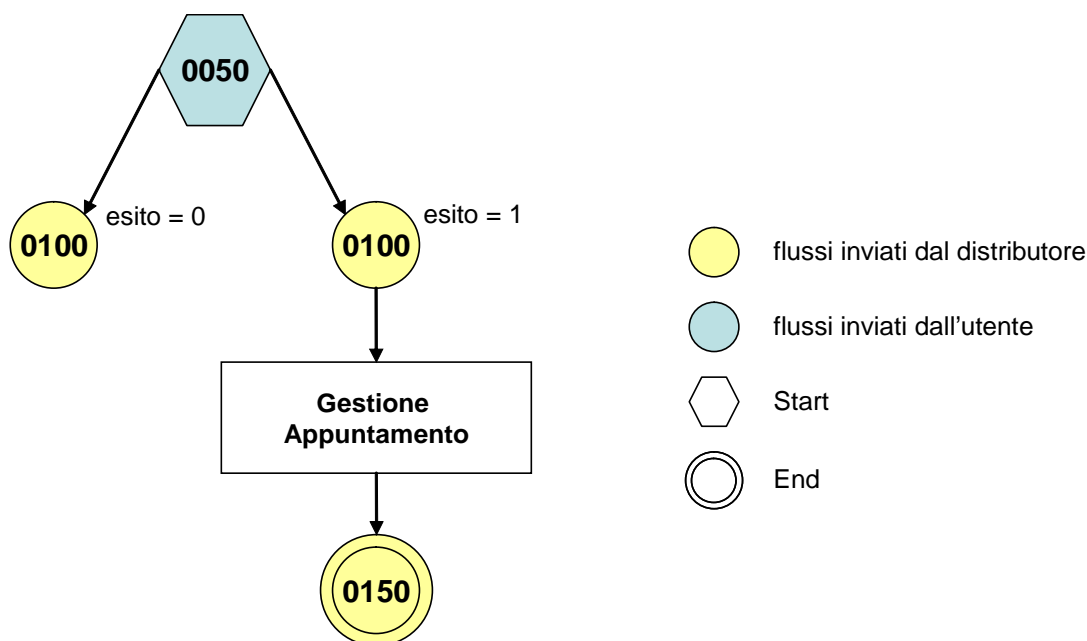 0050
esito = 0
esito = 1
0100
0100
flussi inviati dal distributore
flussi inviati dall'utente
Gestione
Appuntamento
Start
End
0150